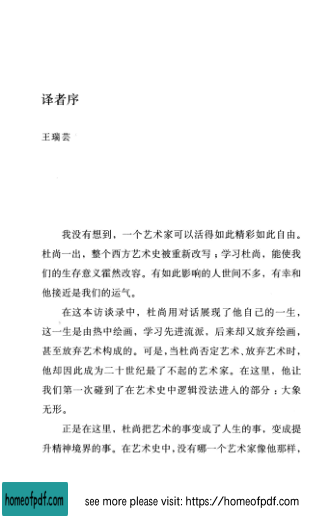 译者序
王瑞芸
我没有想到，一个艺术家可以活得如此精彩如此自由。
杜尚一出，整个西方艺术史被重新改写；学习杜尚，能使我
们的生存意义霍然改容。有如此影响的人世间不多，有幸和
他接近是我们的运气。
在这本访谈录中，杜尚用对话展现了他自己的一生，
这一生是由热中绘画，学习先进流派，后来却又放弃绘画，
甚至放弃艺术构成的。可是，当杜尚否定艺术、放弃艺术时，
他却因此成为二十世纪最了不起的艺术家。在这里，他让
我们第一次碰到了在艺术史中逻辑没法进入的部分：大象
无形。
正是在这里，杜尚把艺术的事变成了人生的事，变成提
升精神境界的事。在艺术史中，没有哪一个艺术家像他那样，
homeofpdf.com
see more please visit: https://homeofpdf.com